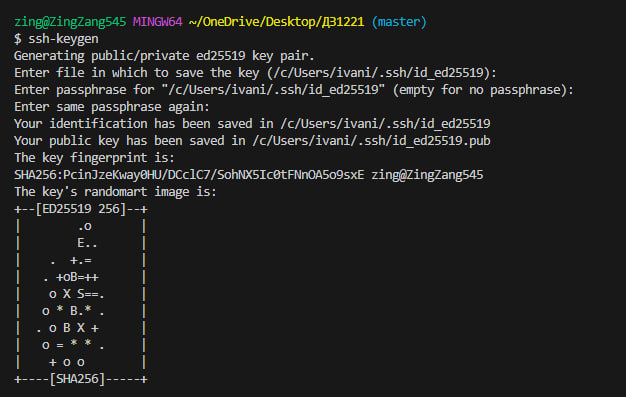 zing@ZingZang545 MINGW64 ~/OneDrive/Desktop/ДЗ1221 (master)
$ ssh-keygen
Generating public/private ed25519 key pair.
Enter file in which to save the key (/c/Users/ivani/.ssh/id_ed25519):
Enter passphrase for "/c/Users/ivani/.ssh/id_ed25519" (empty for no passphrase):
Enter same passphrase again:
Your identification has been saved in /c/Users/ivani/.ssh/id_ed25519
Your public key has been saved in /c/Users/ivani/.ssh/id_ed25519.pub
The key fingerprint is:
SHA256:PcinJzeKway0HU/DCclC7/SohNX5Ic0tFNnOA5o9sxE zing@ZingZang545
The key's randomart image is:
+--[ED25519 256]--+
|        .o       |
|        E..      |
|    .  +.=       |
|   . +oB=++      |
|    o X S==.     |
|   o * B.* .     |
|  . o B X +      |
|   o = * * .     |
|    + o o        |
+----[SHA256]-----+